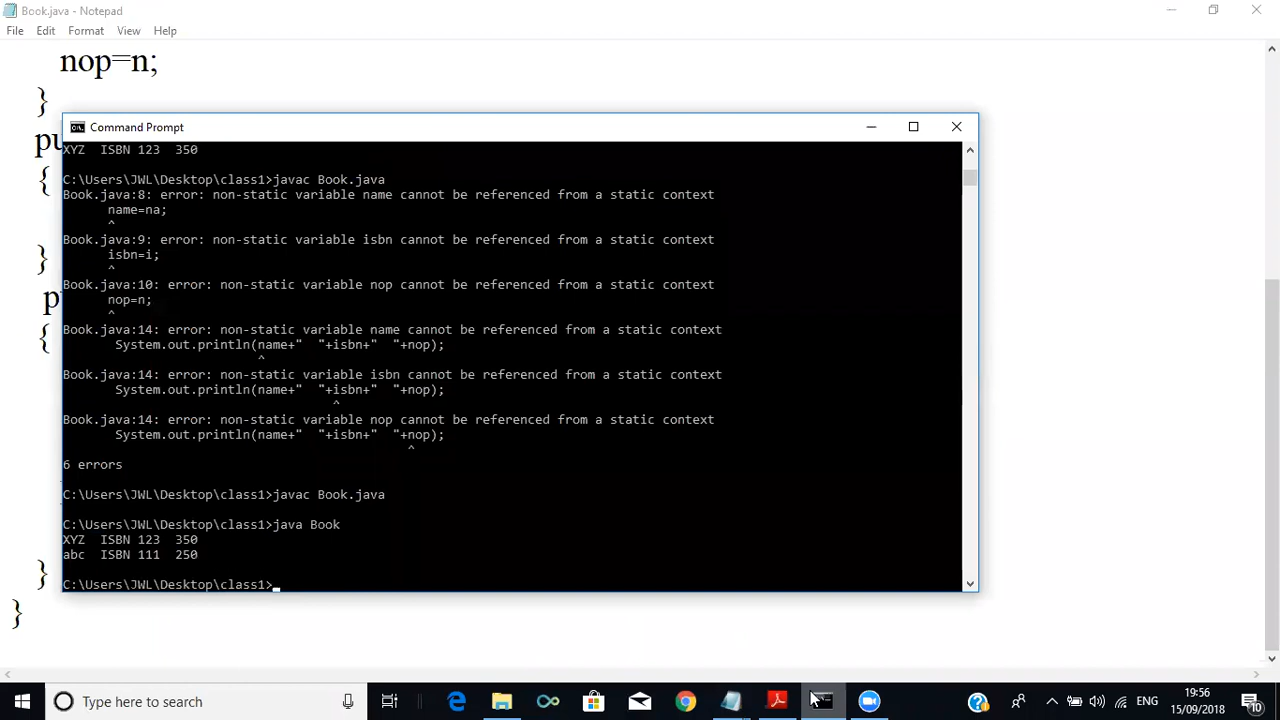 Book.java - Notepad
File Edit Format View Help
nop=n;
}
pu
{
}
p
{
}
}
Command Prompt
XYZ  ISBN 123  350
C:\Users\JWL\Desktop\class1>javac Book.java
Book.java:8: error: non-static variable name cannot be referenced from a static context
name=na;
^
Book.java:9: error: non-static variable isbn cannot be referenced from a static context
isbn=i;
^
Book.java:10: error: non-static variable nop cannot be referenced from a static context
nop=n;
^
Book.java:14: error: non-static variable name cannot be referenced from a static context
System.out.println(name+"  "+isbn+"  "+nop);
^
Book.java:14: error: non-static variable isbn cannot be referenced from a static context
System.out.println(name+"  "+isbn+"  "+nop);
^
Book.java:14: error: non-static variable nop cannot be referenced from a static context
System.out.println(name+"  "+isbn+"  "+nop);
^
6 errors
C:\Users\JWL\Desktop\class1>javac Book.java
C:\Users\JWL\Desktop\class1>java Book
XYZ  ISBN 123  350
abc  ISBN 111  250
C:\Users\JWL\Desktop\class1>
Type here to search
ENG
19:56
15/09/2018
10